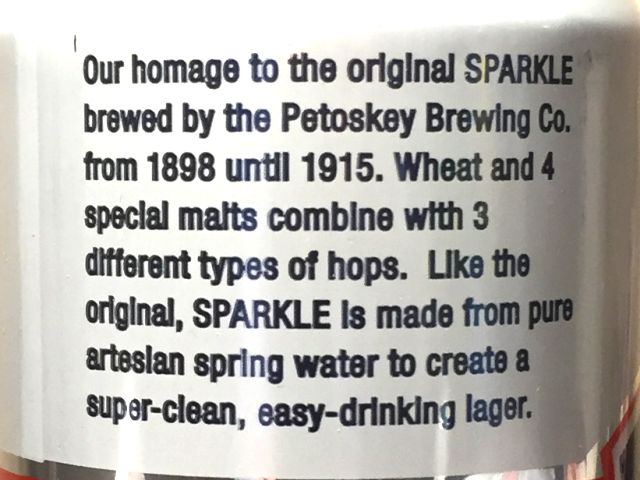 Our homage to the original SPARKLE
brewed by the Petoskey Brewing Co.
from 1898 until 1915. Wheat and 4
special malts combine with 3
different types of hops. Like the
original, SPARKLE is made from pure
artesian spring water to create a
super-clean, easy-drinking lager.